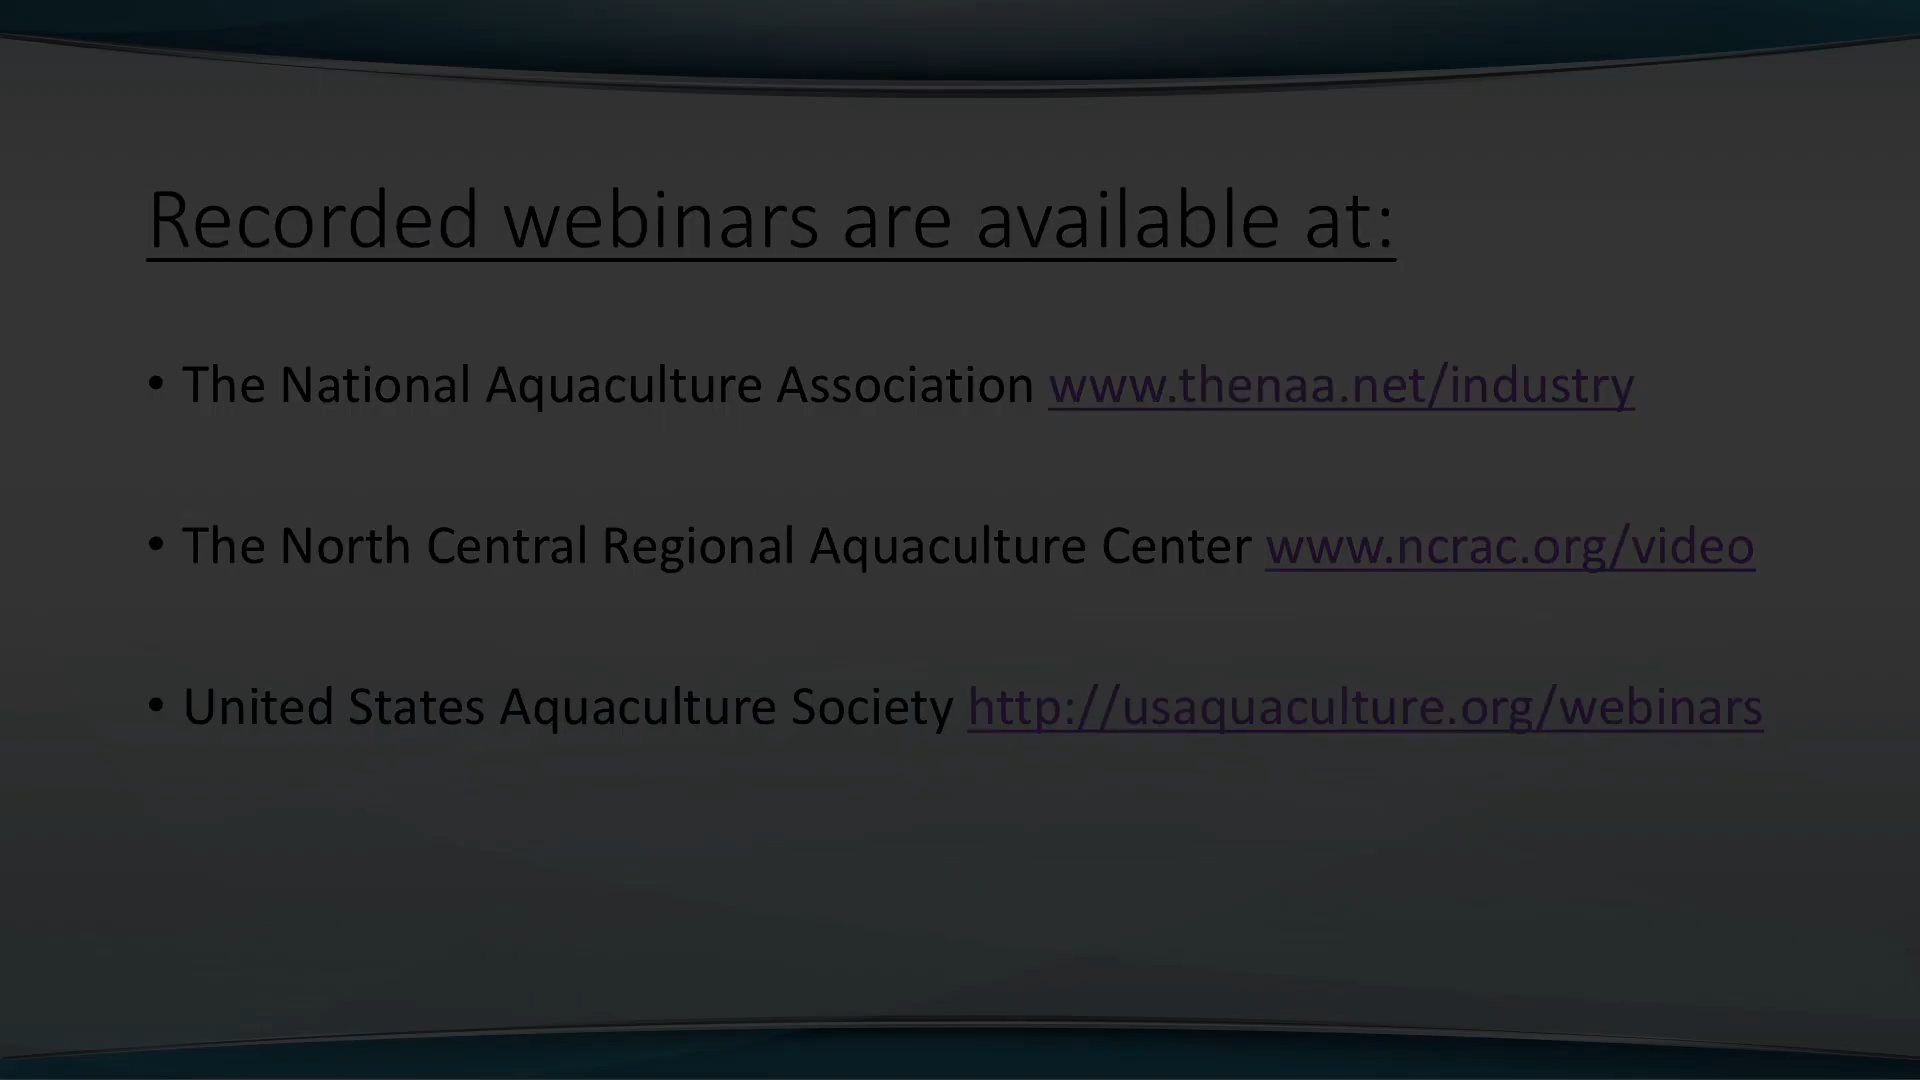 Recorded webinars are available at:
• The National Aquaculture Association www.thenaa.net/industry
• The North Central Regional Aquaculture Center www.ncrac.org/video
• United States Aquaculture Society http://usaquaculture.org/webinars